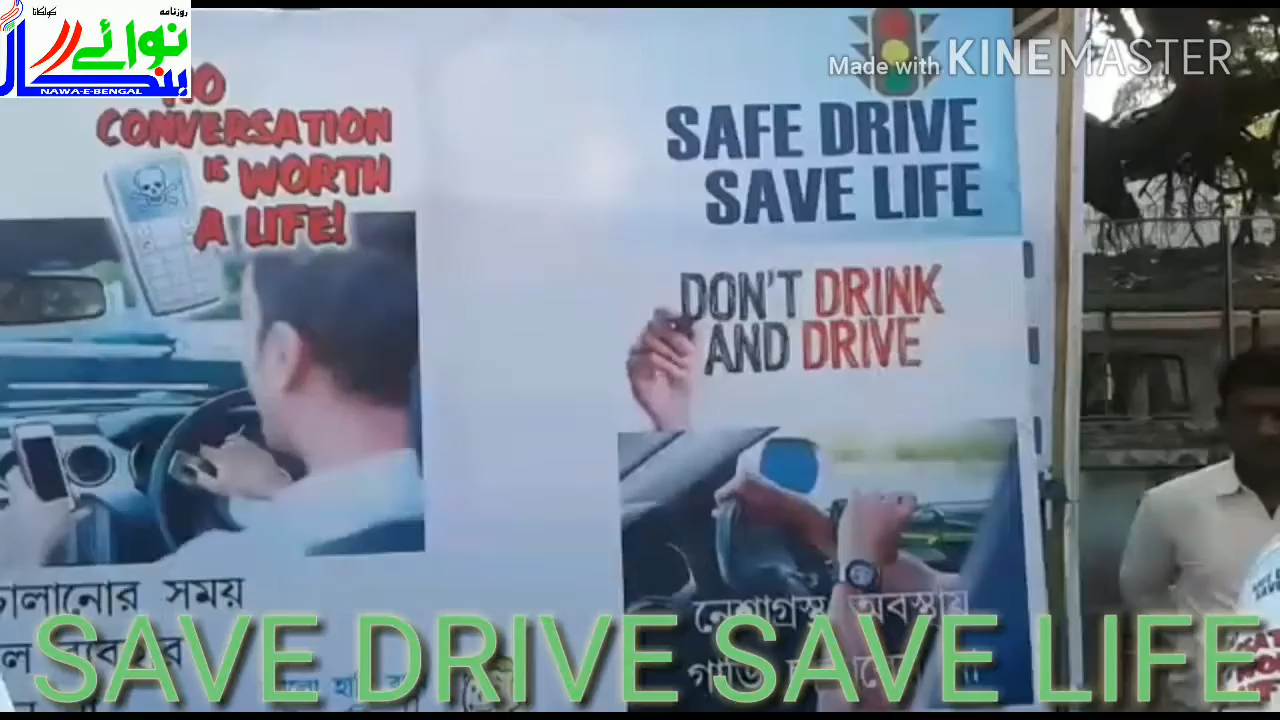 روزنامہ
کولکاتا
نوائے
بنگال
NAWA-E-BENGAL
Made with KINEMASTER
NO
CONVERSATION
IS WORTH
A LIFE!
SAFE DRIVE
SAVE LIFE
DON'T DRINK
AND DRIVE
চালানোর সময়
নেশাগ্রস্ত অবস্থায়
SAVE DRIVE SAVE LIFE